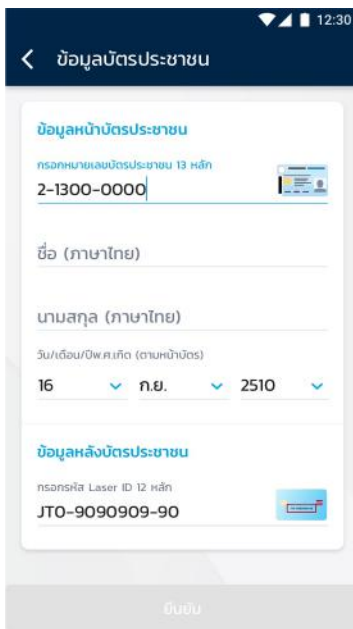 12:30
ข้อมูลบัตรประชาชน
ข้อมูลหน้าบัตรประชาชน
กรอกหมายเลขบัตรประชาชน 13 หลัก
2-1300-0000
ชื่อ (ภาษาไทย)
นามสกุล (ภาษาไทย)
วัน/เดือน/ปีพ.ศ.เกิด (ตามหน้าบัตร)
16 ก.ย. 2510
ข้อมูลหลังบัตรประชาชน
กรอกรหัส Laser ID 12 หลัก
JT0-9090909-90
ยืนยัน